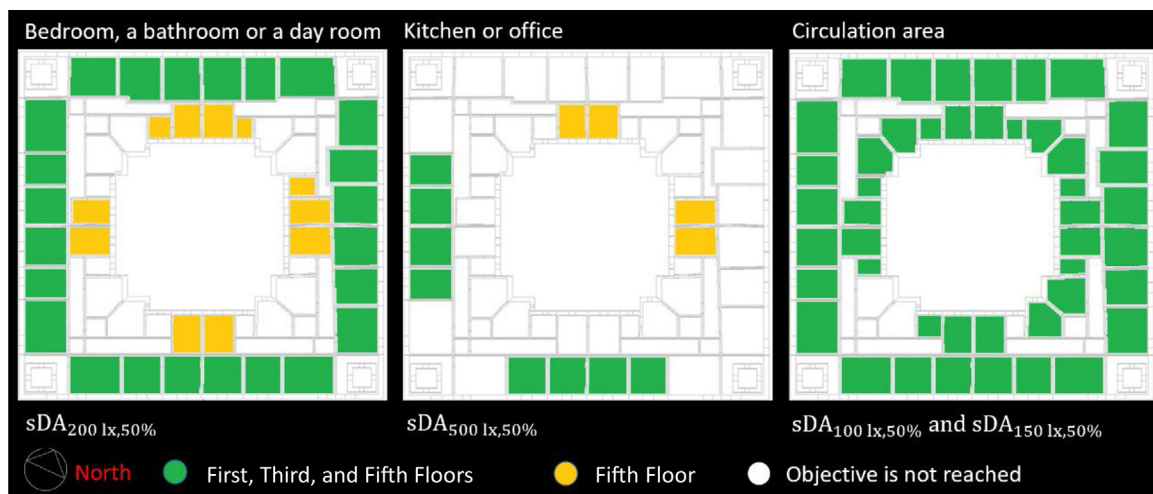 Bedroom, a bathroom or a day room
Kitchen or office
Circulation area
sDA200 lx,50%
sDA500 lx,50%
sDA100 lx,50% and sDA150 lx,50%
North
First, Third, and Fifth Floors
Fifth Floor
Objective is not reached